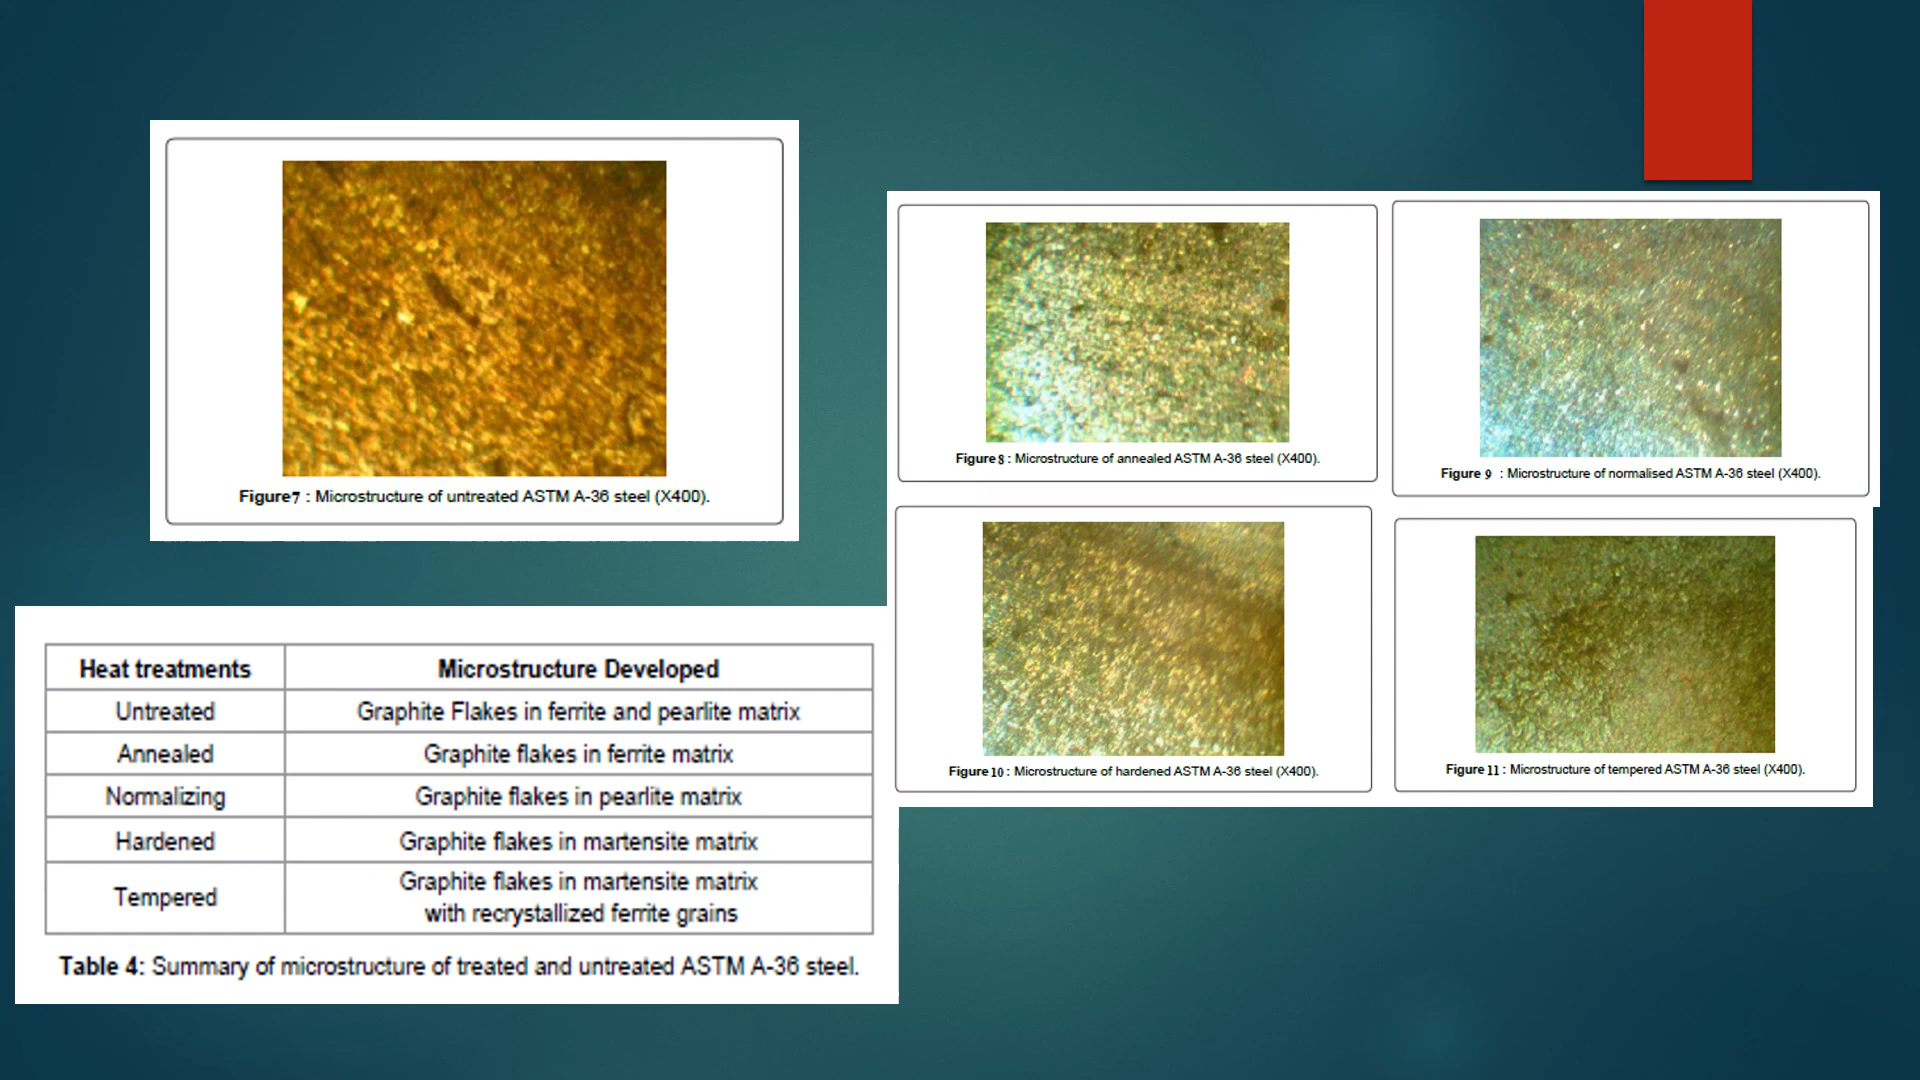 Figure7 : Microstructure of untreated ASTM A-36 steel (X400).
Figure 8 : Microstructure of annealed ASTM A-36 steel (X400).
Figure 9 : Microstructure of normalised ASTM A-36 steel (X400).
Figure 10 : Microstructure of hardened ASTM A-36 steel (X400).
Figure 11 : Microstructure of tempered ASTM A-36 steel (X400).
Heat treatments Microstructure Developed
Untreated Graphite Flakes in ferrite and pearlite matrix
Annealed Graphite flakes in ferrite matrix
Normalizing Graphite flakes in pearlite matrix
Hardened Graphite flakes in martensite matrix
Tempered Graphite flakes in martensite matrix
with recrystallized ferrite grains
Table 4: Summary of microstructure of treated and untreated ASTM A-36 steel.